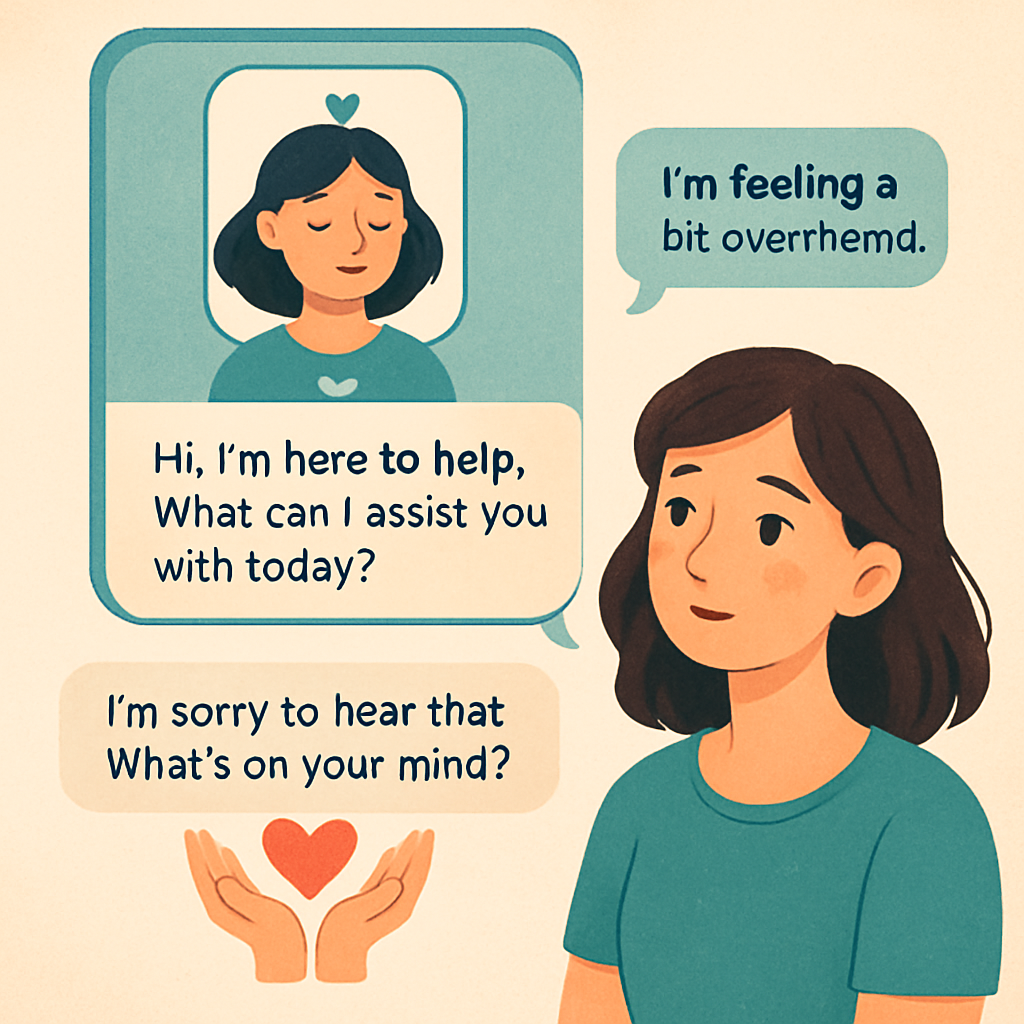 Hi, I'm here to help,
What can I assist you
with today?
I'm feeling a
bit overrhemd.
I'm sorry to hear that
What's on your mind?